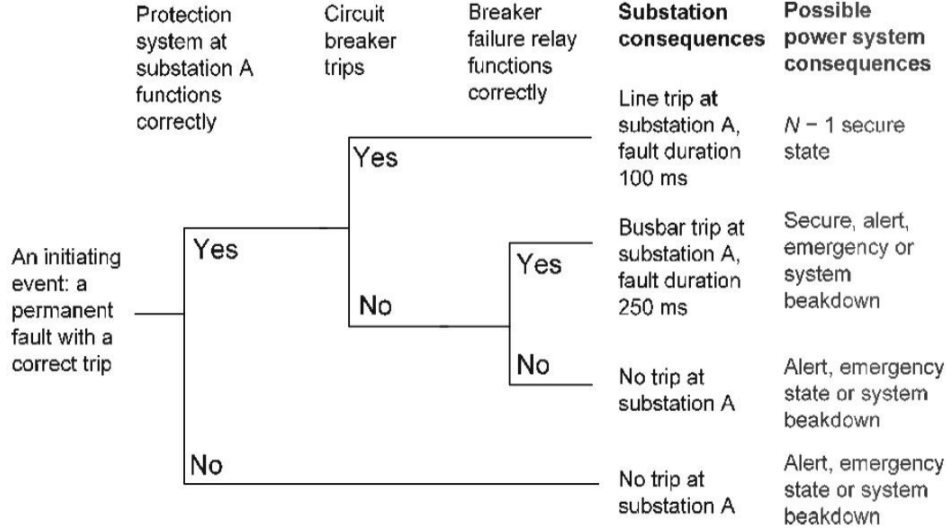 Protection
system at
substation A
functions
correctly
Circuit
breaker
trips
Breaker
failure relay
functions
correctly
Substation
consequences
Possible
power system
consequences
An initiating
event: a
permanent
fault with a
correct trip
Yes
No
Yes
No
Yes
No
Line trip at
substation A,
fault duration
100 ms
N − 1 secure
state
Busbar trip at
substation A,
fault duration
250 ms
Secure, alert,
emergency or
system
beakdown
No trip at
substation A
Alert, emergency
state or system
beakdown
No trip at
substation A
Alert, emergency
state or system
beakdown